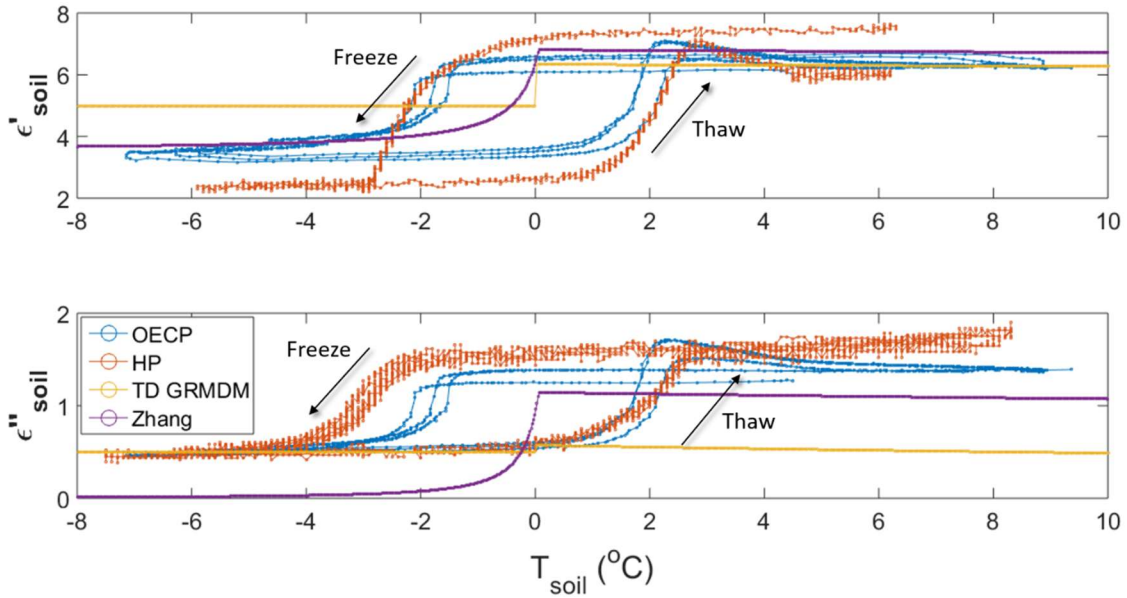 8
6
4
2
ϵ'soil
Freeze
Thaw
-8 -6 -4 -2 0 2 4 6 8 10
2
1
0
ϵ''soil
OECP
HP
TD GRMDM
Zhang
Freeze
Thaw
-8 -6 -4 -2 0 2 4 6 8 10
Tsoil (°C)